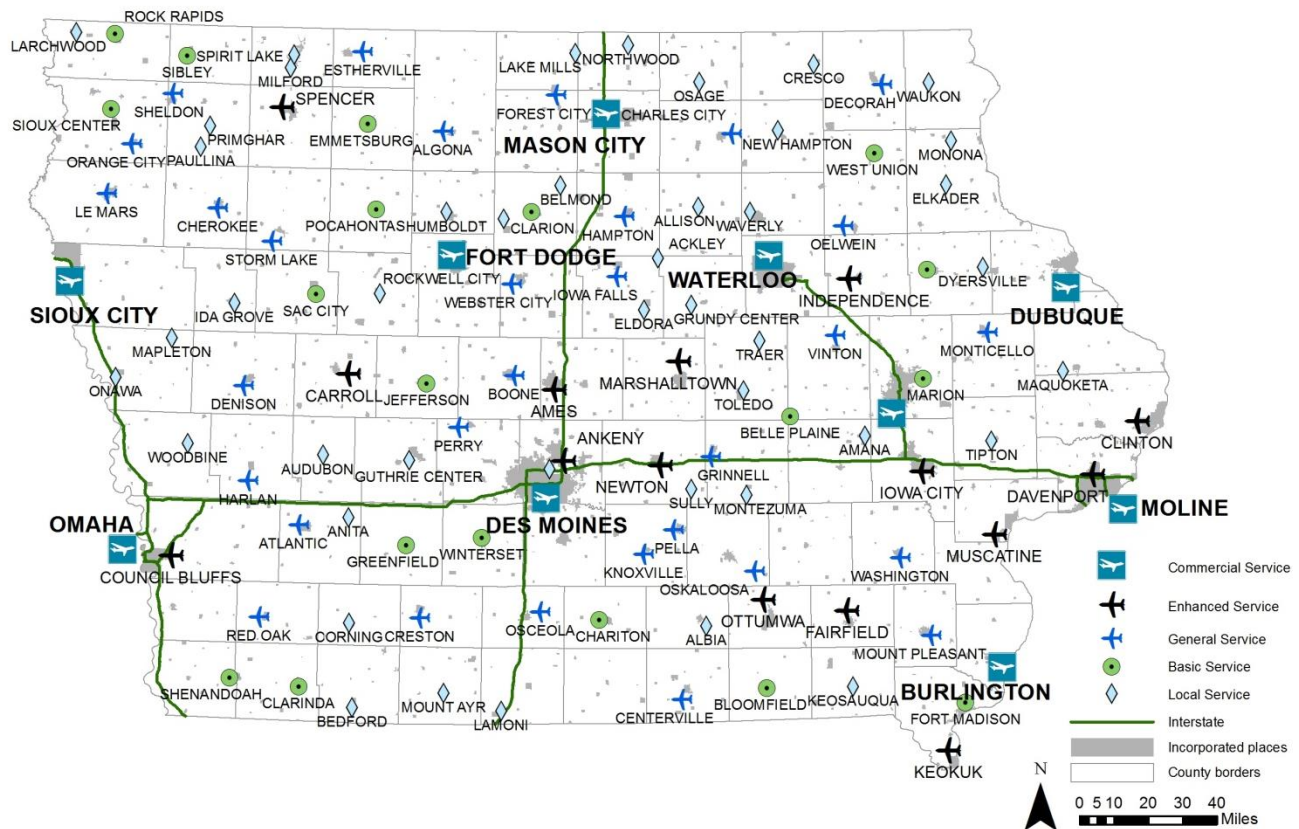 ROCK RAPIDS
LARCHWOOD
SIBLEY
SPIRIT LAKE
MILFORD
ESTHERVILLE
LAKE MILLS
NORTHWOOD
OSAGE
CRESCO
DECORAH
WAUKON
SIOUX CENTER
SHELDON
SPENCER
FOREST CITY
CHARLES CITY
ORANGE CITY
PRIMGHAR
PAULLINA
EMMETSBURG
ALGONA
MASON CITY
NEW HAMPTON
WEST UNION
MONONA
LE MARS
CHEROKEE
POCAHONTAS
HUMBOLDT
BELMOND
CLARION
HAMPTON
ALLISON
WAVERLY
ELKADER
STORM LAKE
FORT DODGE
ACKLEY
OELWEIN
SIOUX CITY
ROCKWELL CITY
WEBSTER CITY
IOWA FALLS
WATERLOO
INDEPENDENCE
DYERSVILLE
DUBUQUE
IDA GROVE
SAC CITY
ELDORA
GRUNDY CENTER
MAPLETON
TRAER
VINTON
MONTICELLO
ONAWA
DENISON
CARROLL
JEFFERSON
BOONE
AMES
MARSHALLTOWN
TOLEDO
MARION
MAQUOKETA
WOODBINE
AUDUBON
GUTHRIE CENTER
PERRY
ANKENY
BELLE PLAINE
AMANA
TIPTON
CLINTON
HARLAN
NEWTON
GRINNELL
IOWA CITY
DAVENPORT
OMAHA
ATLANTIC
ANITA
DES MOINES
SULLY
MONTEZUMA
MOLINE
COUNCIL BLUFFS
GREENFIELD
WINTERSET
PELLA
KNOXVILLE
OSKALOOSA
WASHINGTON
MUSCATINE
RED OAK
CORNING
CRESTON
OSCEOLA
CHARITON
ALBIA
OTTUMWA
FAIRFIELD
MOUNT PLEASANT
SHENANDOAH
CLARINDA
BEDFORD
MOUNT AYR
LAMONI
CENTERVILLE
BLOOMFIELD
KEOSAUQUA
BURLINGTON
FORT MADISON
KEOKUK
Commercial Service
Enhanced Service
General Service
Basic Service
Local Service
Interstate
Incorporated places
County borders
N
0 5 10 20 30 40
Miles